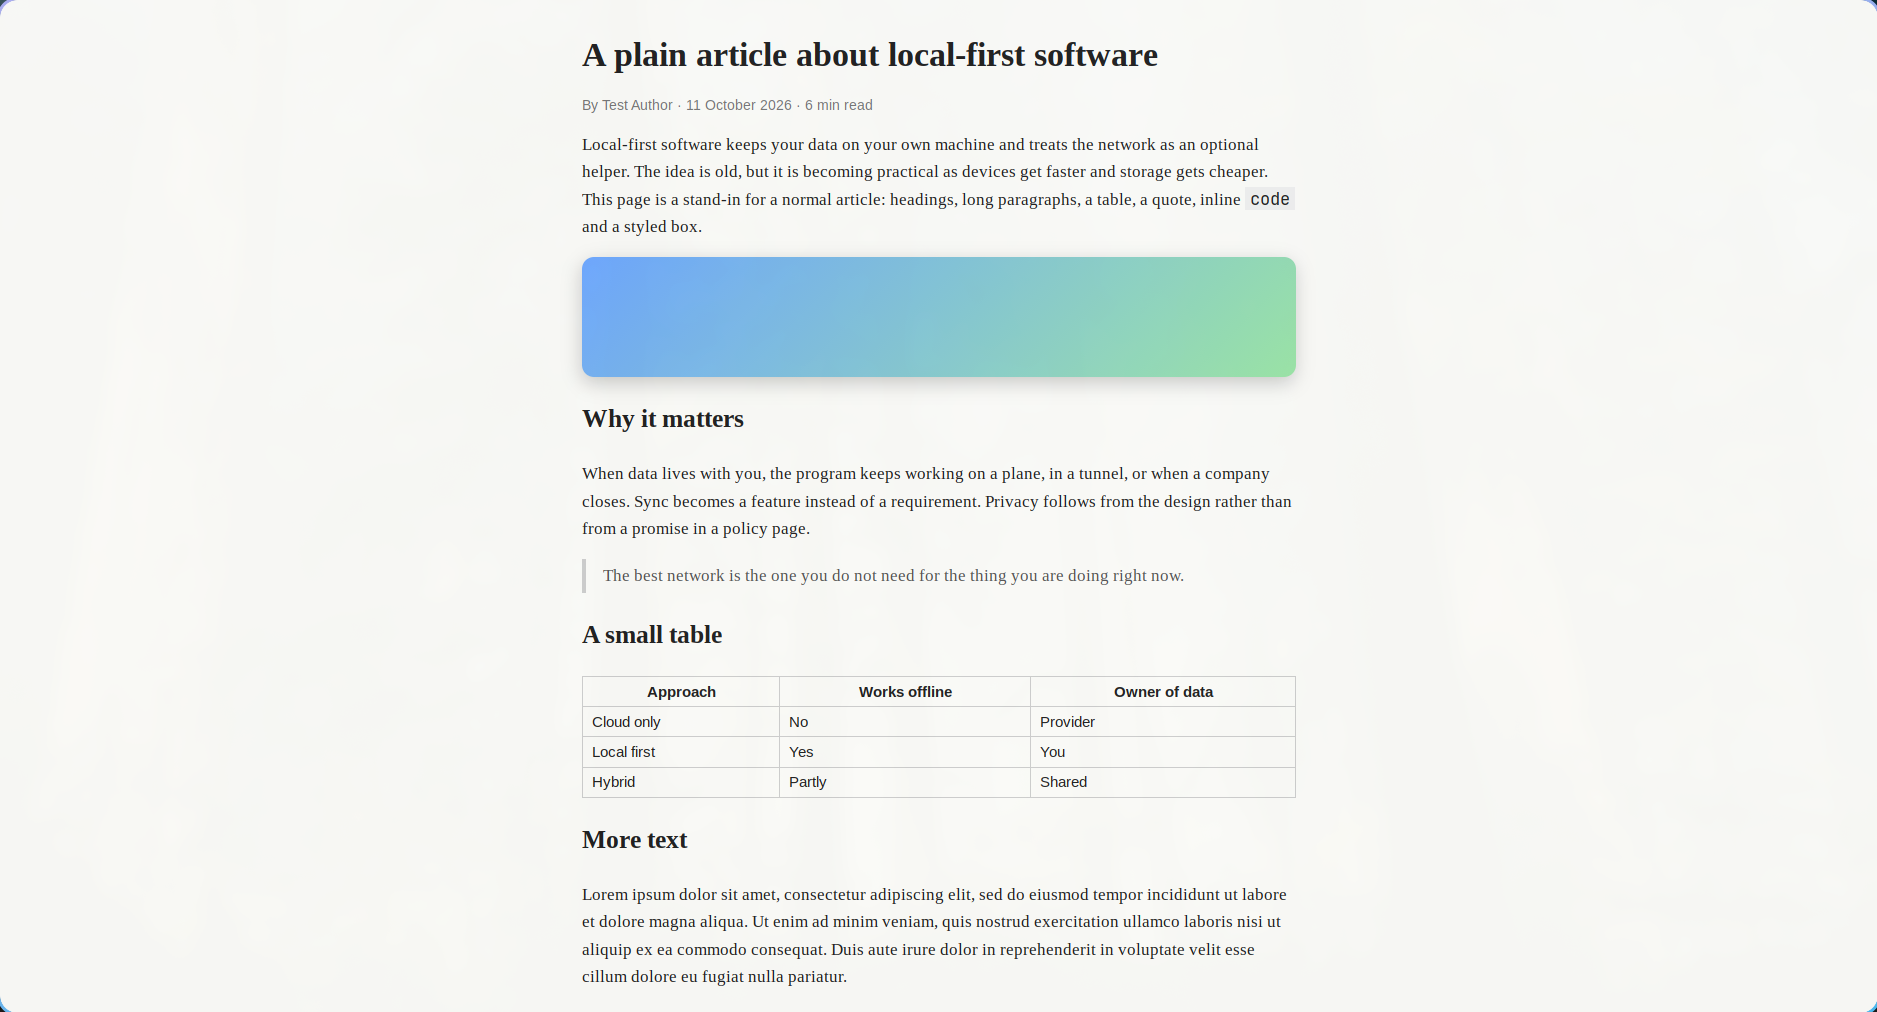 A plain article about local-first software
By Test Author · 11 October 2026 · 6 min read
Local-first software keeps your data on your own machine and treats the network as an optional
helper. The idea is old, but it is becoming practical as devices get faster and storage gets cheaper.
This page is a stand-in for a normal article: headings, long paragraphs, a table, a quote, inline code
and a styled box.
Why it matters
When data lives with you, the program keeps working on a plane, in a tunnel, or when a company
closes. Sync becomes a feature instead of a requirement. Privacy follows from the design rather than
from a promise in a policy page.
The best network is the one you do not need for the thing you are doing right now.
A small table
Approach Works offline Owner of data
Cloud only No Provider
Local first Yes You
Hybrid Partly Shared
More text
Lorem ipsum dolor sit amet, consectetur adipiscing elit, sed do eiusmod tempor incididunt ut labore
et dolore magna aliqua. Ut enim ad minim veniam, quis nostrud exercitation ullamco laboris nisi ut
aliquip ex ea commodo consequat. Duis aute irure dolor in reprehenderit in voluptate velit esse
cillum dolore eu fugiat nulla pariatur.